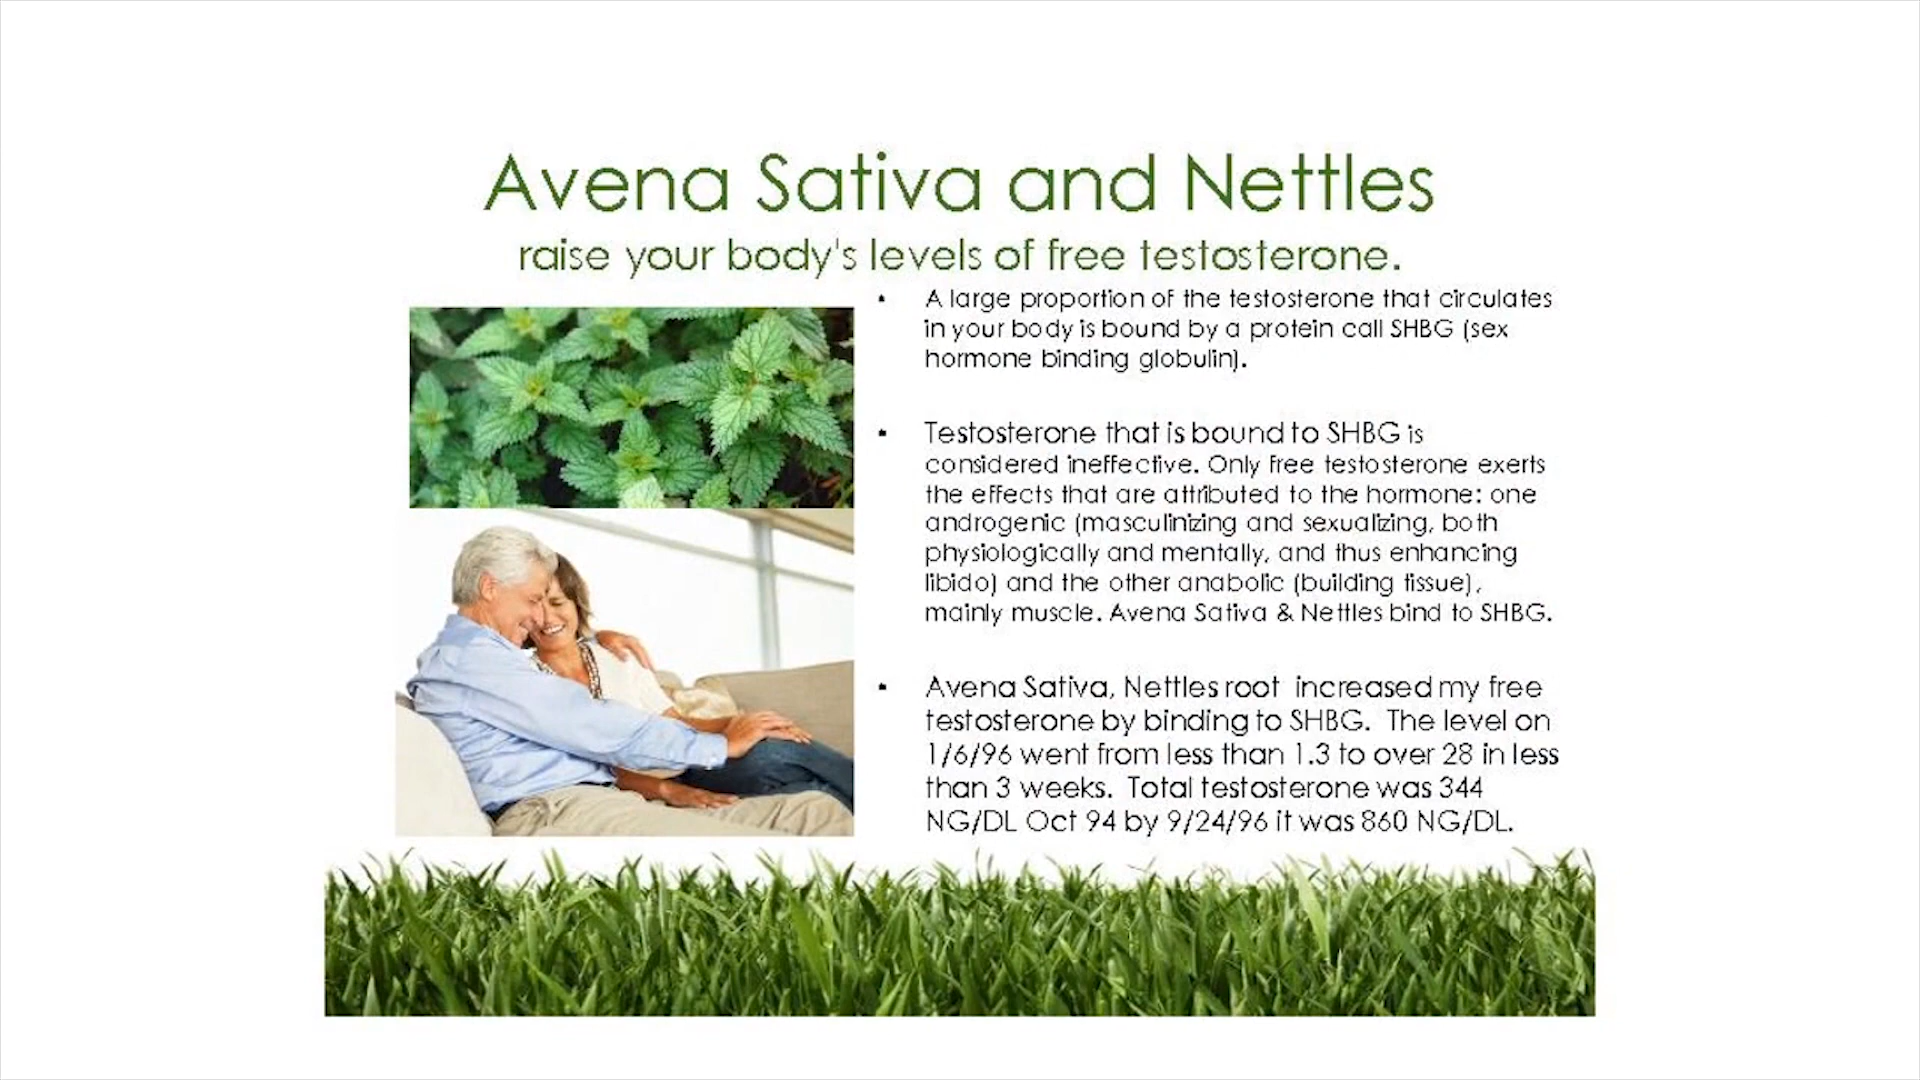 Avena Sativa and Nettles
raise your body's levels of free testosterone.
• A large proportion of the testosterone that circulates
in your body is bound by a protein call SHBG (sex
hormone binding globulin).
• Testosterone that is bound to SHBG is
considered ineffective. Only free testosterone exerts
the effects that are attributed to the hormone: one
androgenic (masculinizing and sexualizing, both
physiologically and mentally, and thus enhancing
libido) and the other anabolic (building tissue),
mainly muscle. Avena Sativa & Nettles bind to SHBG.
• Avena Sativa, Nettles root increased my free
testosterone by binding to SHBG. The level on
1/6/96 went from less than 1.3 to over 28 in less
than 3 weeks. Total testosterone was 344
NG/DL Oct 94 by 9/24/96 it was 860 NG/DL.